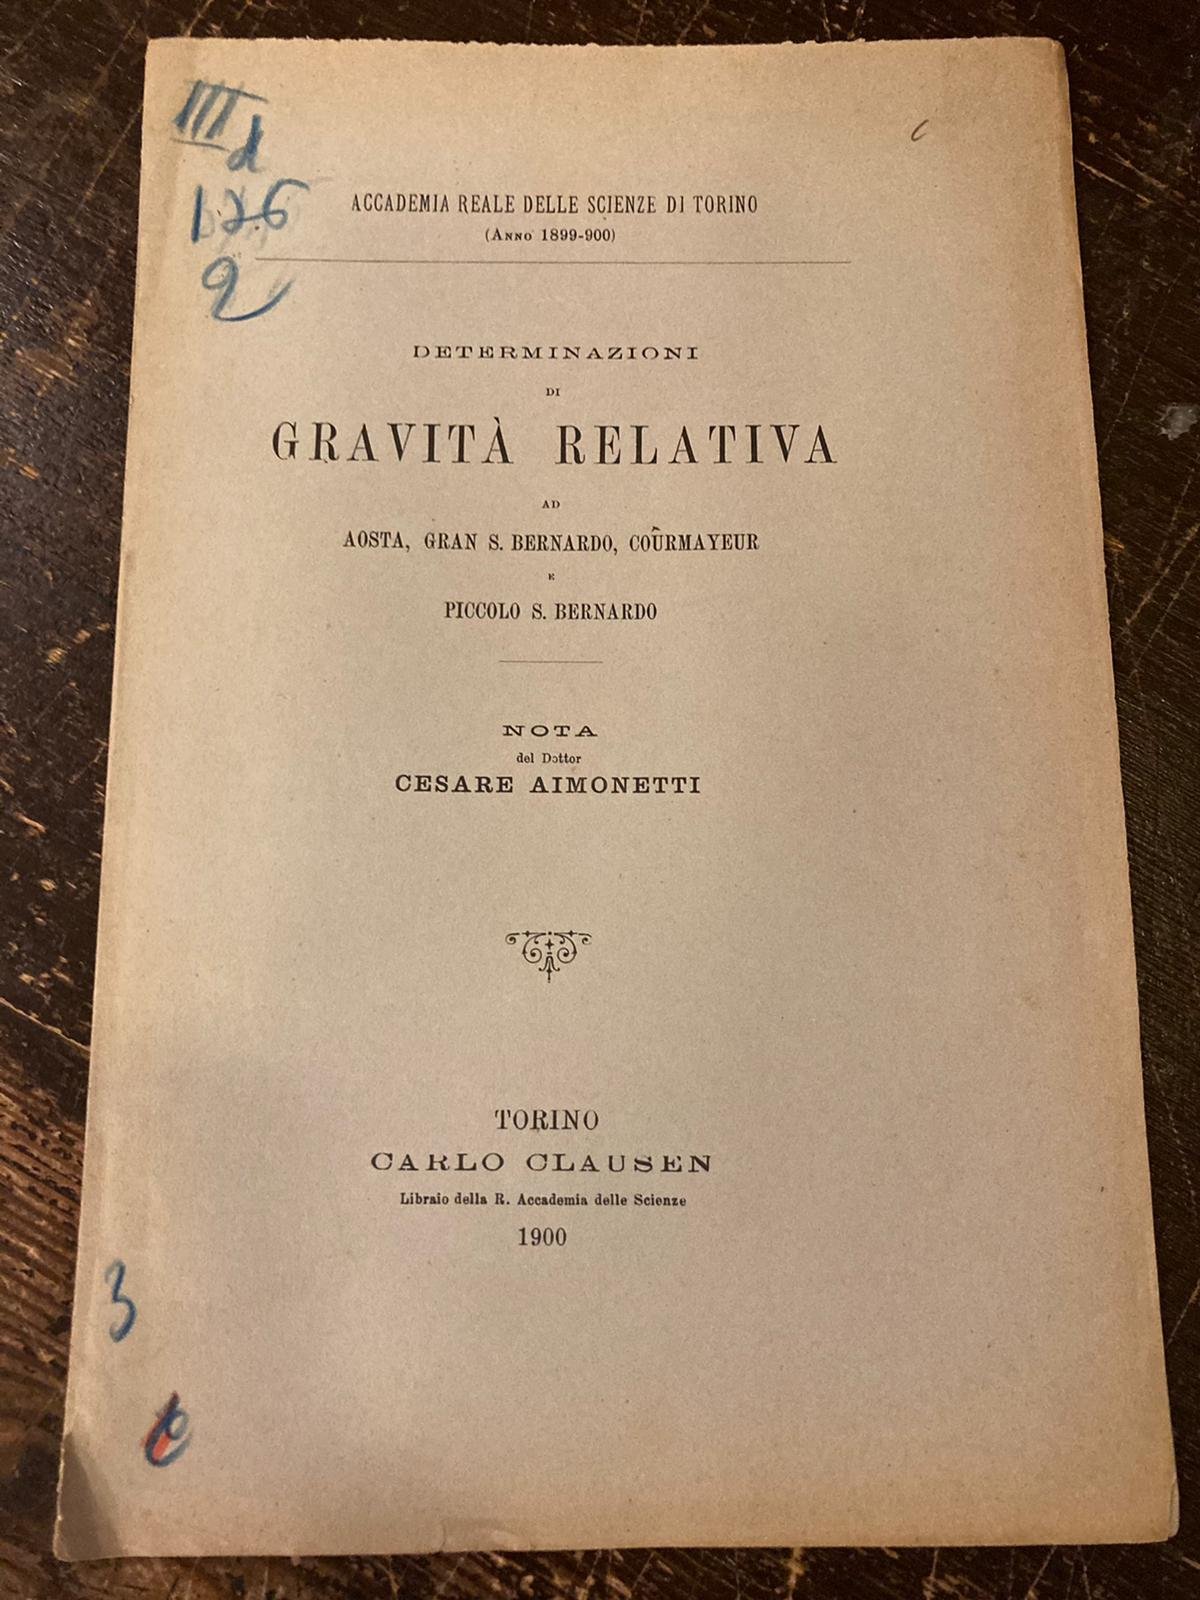 III
d
126
2
ACCADEMIA REALE DELLE SCIENZE DI TORINO
(Anno 1899-900)
DETERMINAZIONI
DI
GRAVITÀ RELATIVA
AD
AOSTA, GRAN S. BERNARDO, COÛRMAYEUR
E
PICCOLO S. BERNARDO
NOTA
del Dottor
CESARE AIMONETTI
TORINO
CARLO CLAUSEN
Libraio della R. Accademia delle Scienze
1900
3